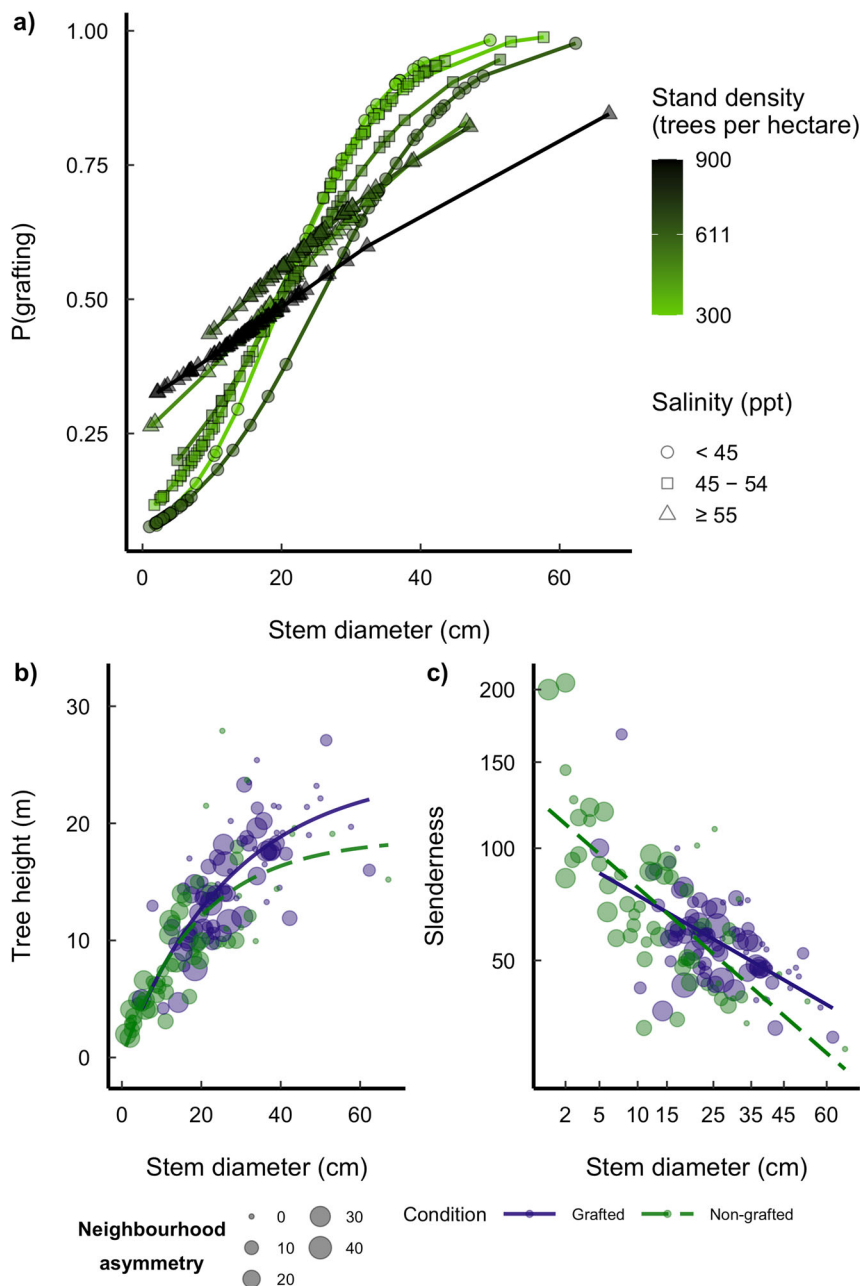 a)
1.00
0.75
0.50
0.25
P(grafting)
0
20
40
60
Stem diameter (cm)
Stand density
(trees per hectare)
900
611
300
Salinity (ppt)
< 45
45 − 54
≥ 55
b)
30
20
10
0
Tree height (m)
0
20
40
60
Stem diameter (cm)
c)
200
150
100
50
Slenderness
2
5
10
15
25
35
45
60
Stem diameter (cm)
Neighbourhood
asymmetry
0
10
20
30
40
Condition
Grafted
Non-grafted